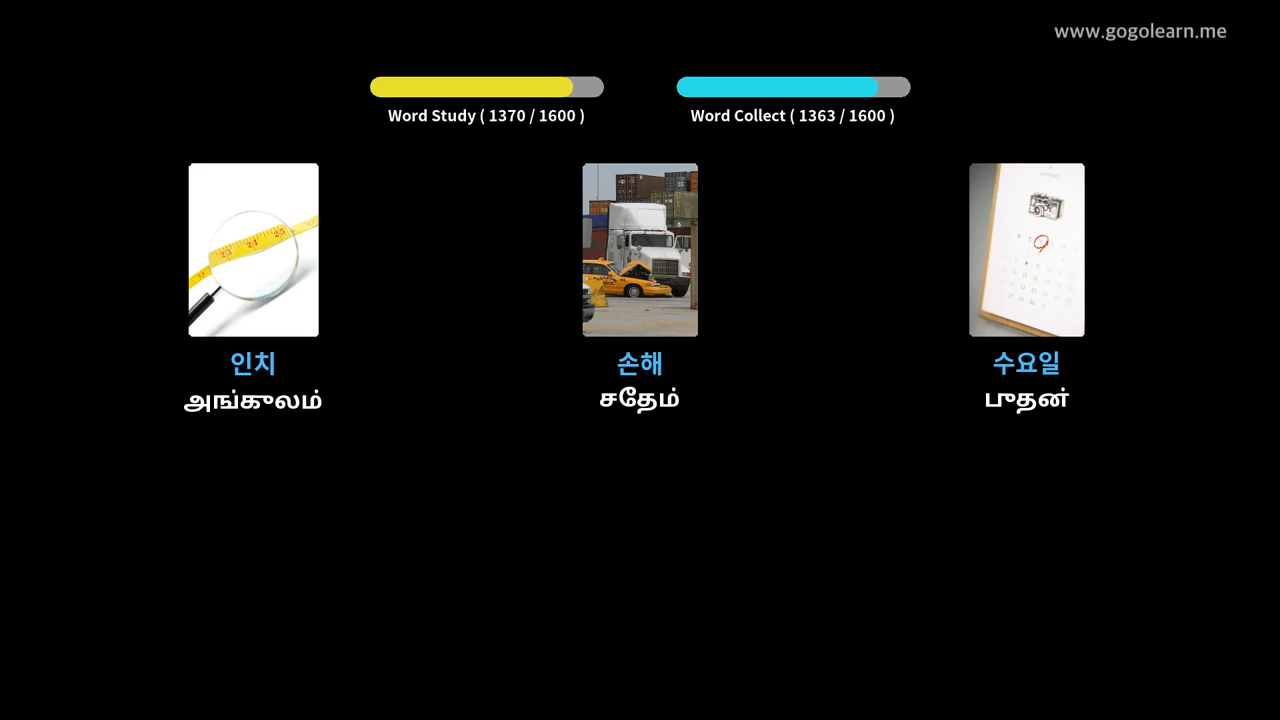 www.gogolearn.me
Word Study ( 1370 / 1600 )
Word Collect ( 1363 / 1600 )
인치
손해
수요일
அங்குலம்
சதேம்
புதன்